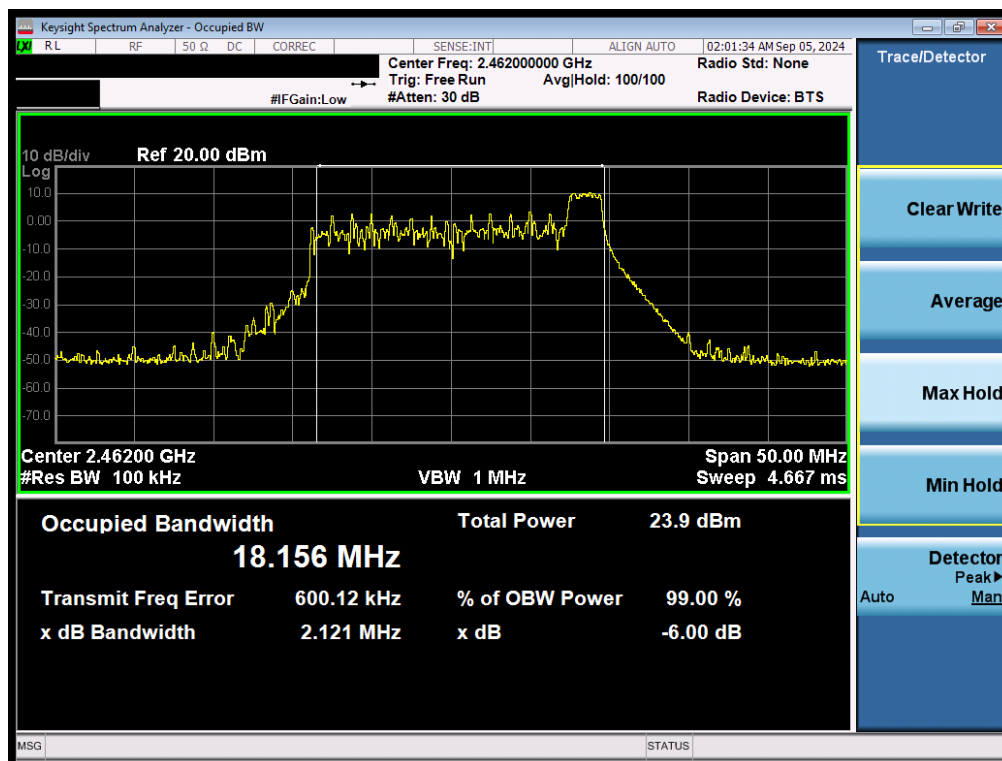 Keysight Spectrum Analyzer - Occupied BW
LXI RL RF 50 Ω DC CORREC SENSE:INT ALIGN AUTO 02:01:34 AM Sep 05, 2024
Center Freq: 2.462000000 GHz Radio Std: None
Trig: Free Run Avg|Hold: 100/100
#IFGain:Low #Atten: 30 dB Radio Device: BTS
10 dB/div Ref 20.00 dBm
Log
10.0
0.00
-10.0
-20.0
-30.0
-40.0
-50.0
-60.0
-70.0
Center 2.46200 GHz Span 50.00 MHz
#Res BW 100 kHz VBW 1 MHz Sweep 4.667 ms
Occupied Bandwidth Total Power 23.9 dBm
18.156 MHz
Transmit Freq Error 600.12 kHz % of OBW Power 99.00 %
x dB Bandwidth 2.121 MHz x dB -6.00 dB
MSG STATUS
Trace/Detector
Clear Write
Average
Max Hold
Min Hold
Detector
Peak▶
Auto Man